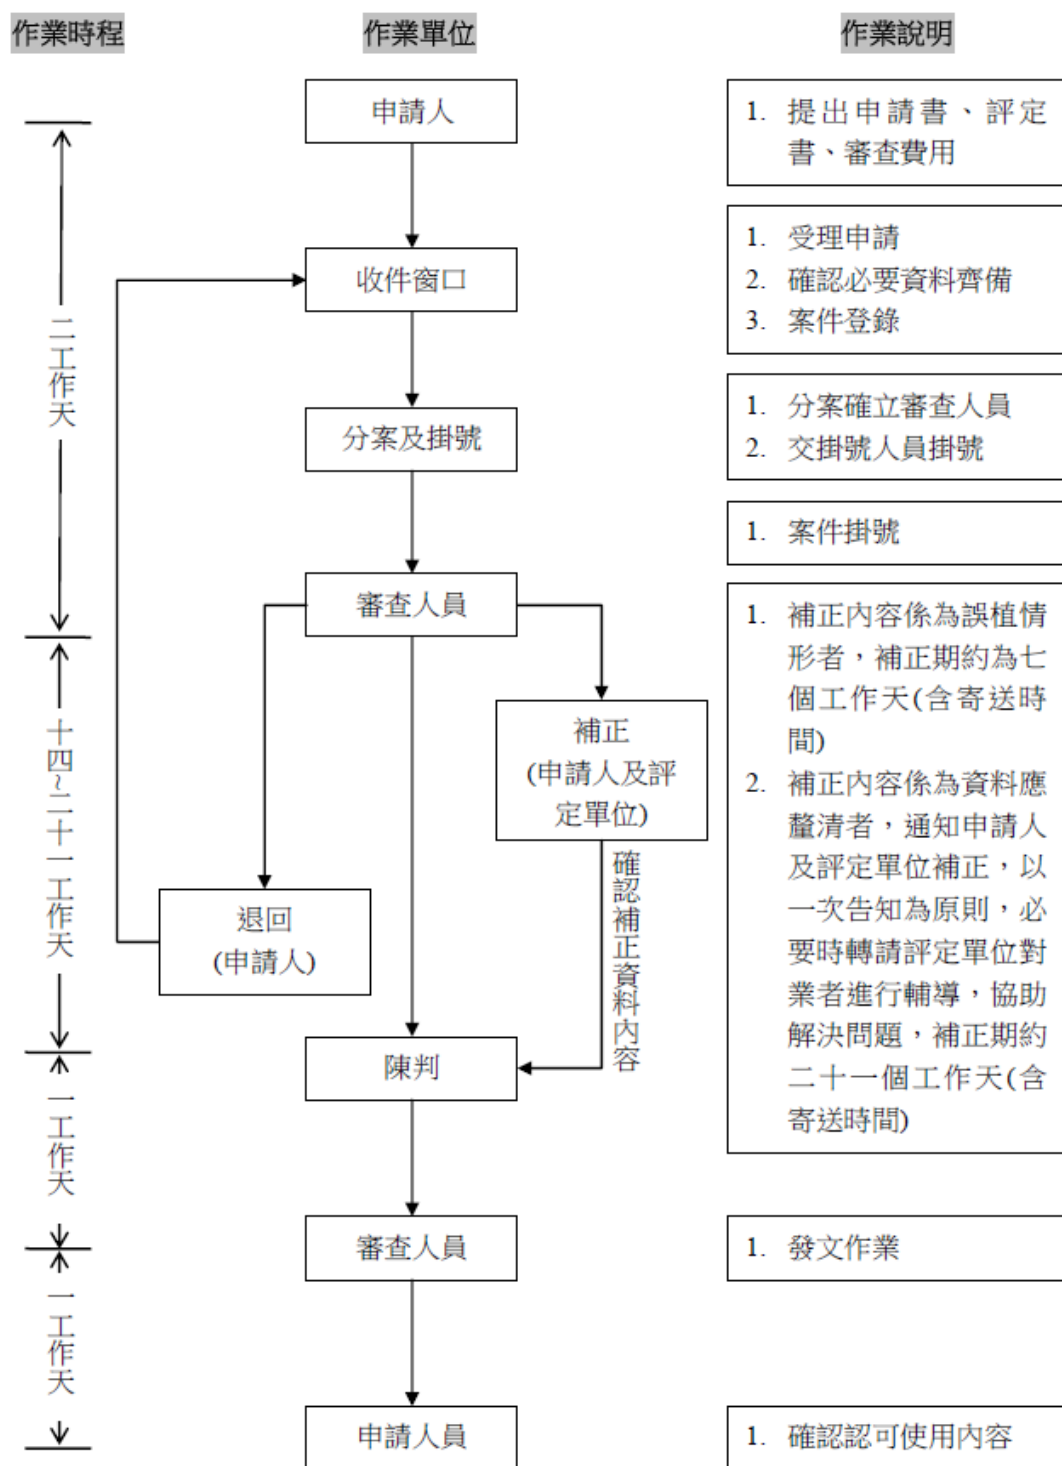 作業時程
作業單位
作業說明
申請人
1. 提出申請書、評定
書、審查費用
二工作天
收件窗口
1. 受理申請
2. 確認必要資料齊備
3. 案件登錄
分案及掛號
1. 分案確立審查人員
2. 交掛號人員掛號
1. 案件掛號
審查人員
十四~二十一工作天
補正
(申請人及評
定單位)
確認補正資料內容
退回
(申請人)
1. 補正內容係為誤植情
形者，補正期約為七
個工作天(含寄送時
間)
2. 補正內容係為資料應
釐清者，通知申請人
及評定單位補正，以
一次告知為原則，必
要時轉請評定單位對
業者進行輔導，協助
解決問題，補正期約
二十一個工作天(含
寄送時間)
陳判
一工作天
審查人員
1. 發文作業
一工作天
申請人員
1. 確認認可使用內容